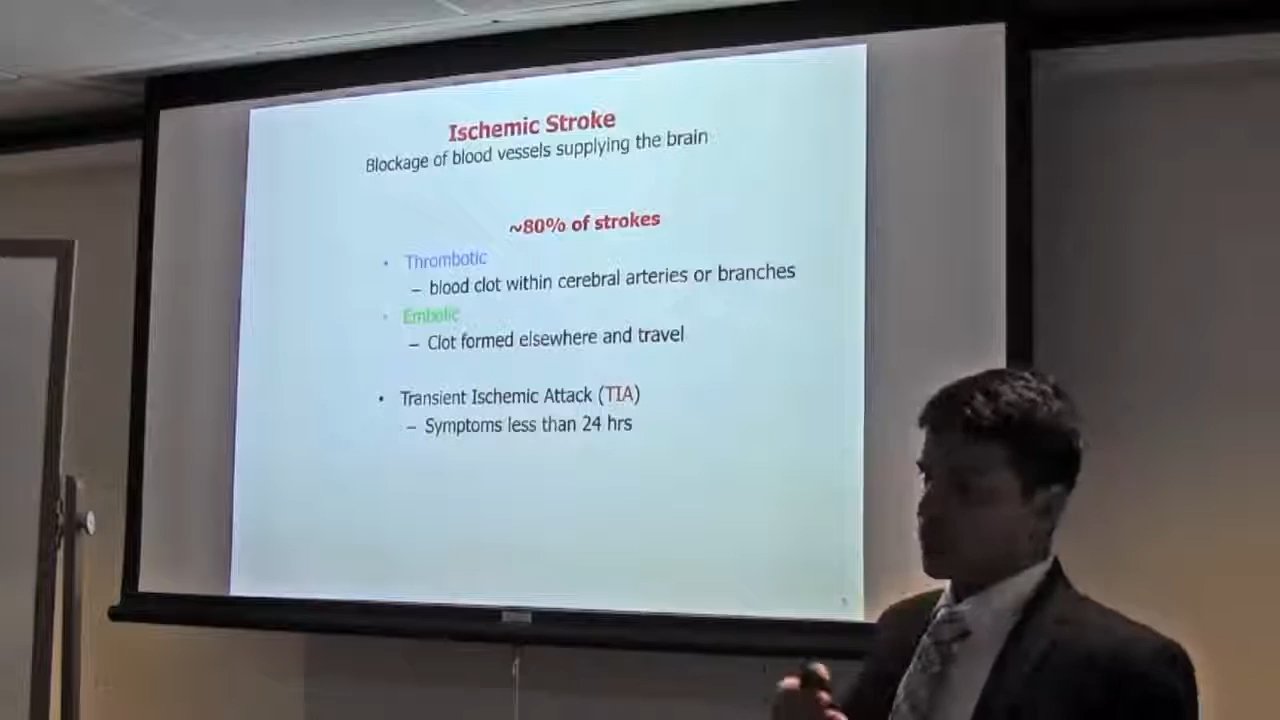 Ischemic Stroke
Blockage of blood vessels supplying the brain
~80% of strokes
• Thrombotic
– blood clot within cerebral arteries or branches
• Embolic
– Clot formed elsewhere and travel
• Transient Ischemic Attack (TIA)
– Symptoms less than 24 hrs